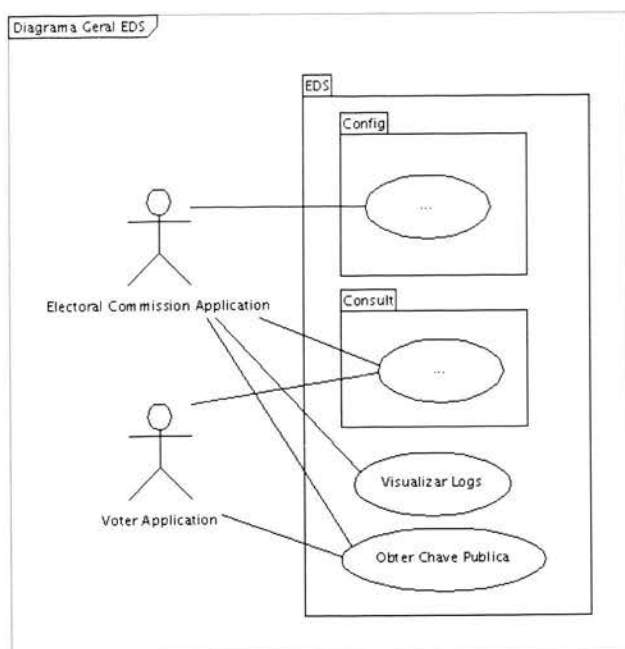 Diagrama Geral EDS
EDS
Config
...
Electoral Commission Application
Consult
...
Voter Application
Visualizar Logs
Obter Chave Publica